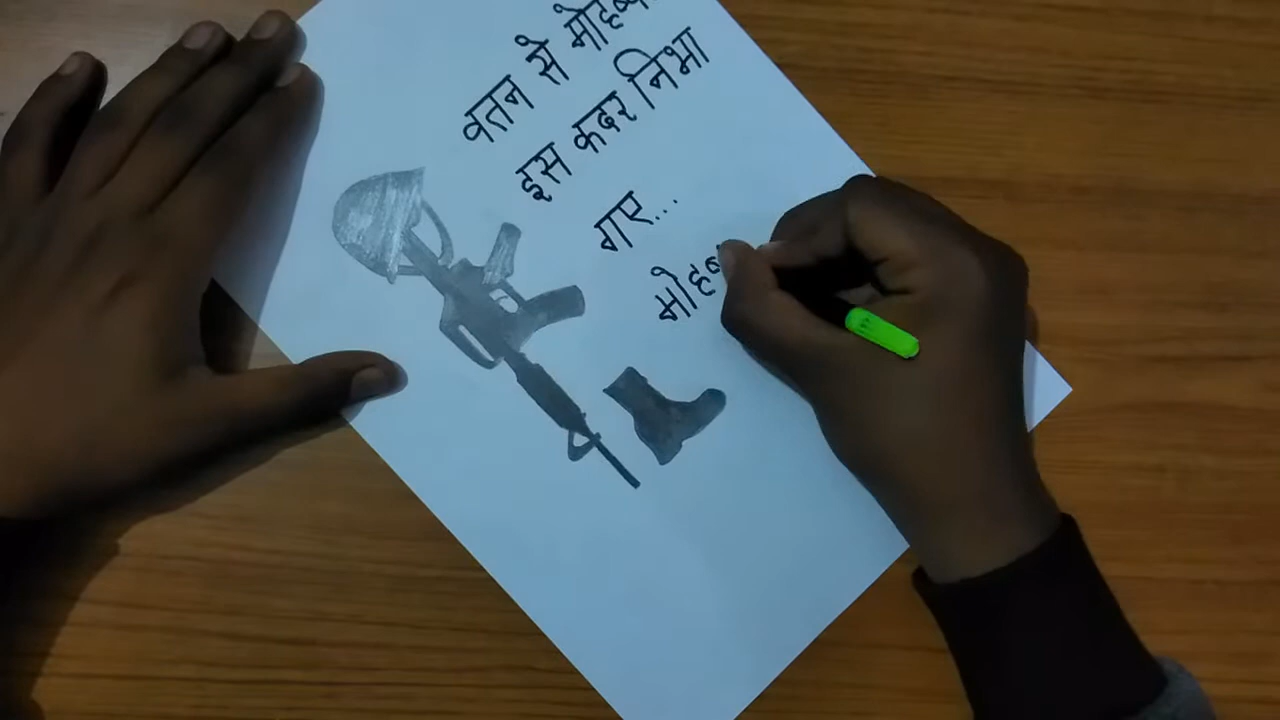 वतन से
इस कदर निभा
गए...